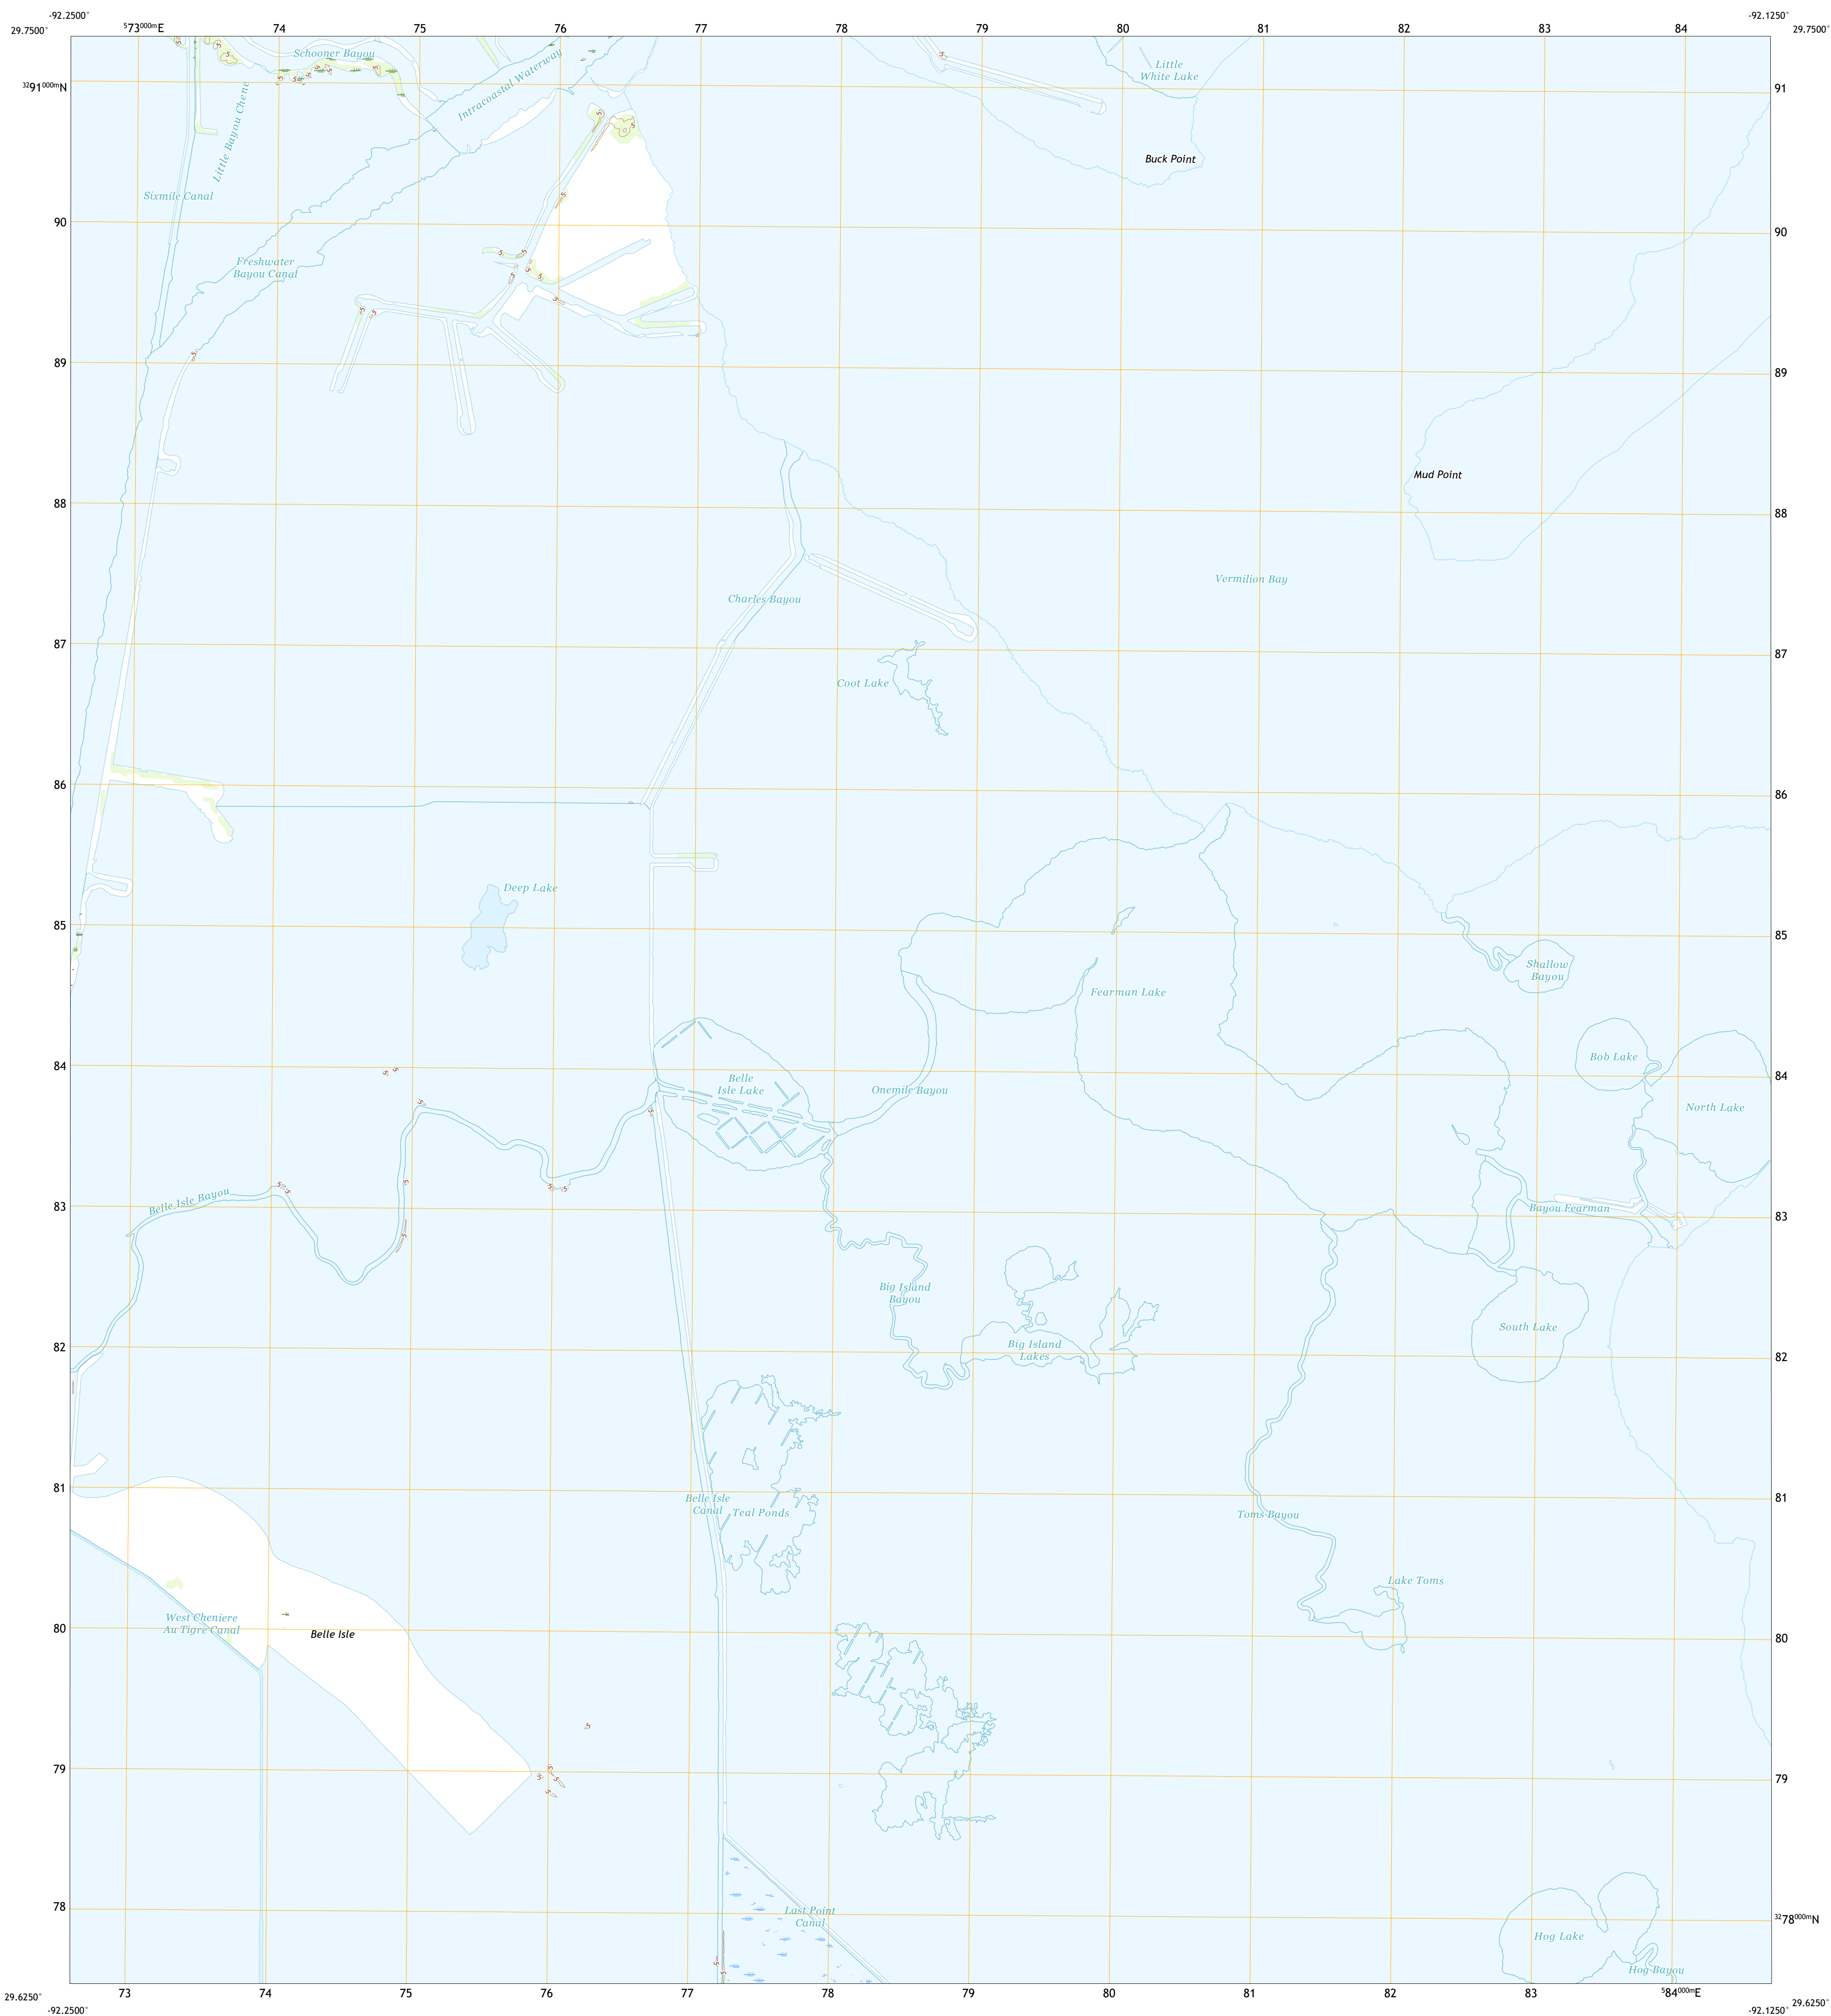 -92.2500° -92.1250°
29.7500° ⁵73⁰⁰⁰ᵐE 74 75 76 77 78 79 80 81 82 83 84 29.7500°
Schooner Bayou
Intracoastal Waterway
Little
White Lake
³²91⁰⁰⁰ᵐN 91
Little Bayou Chene
Buck Point
Sixmile Canal
90 90
Freshwater
Bayou Canal
89 89
Mud Point
88 88
Vermilion Bay
Charles Bayou
87 87
Coot Lake
86 86
Deep Lake
85 85
Shallow
Bayou
Fearman Lake
Bob Lake
84 84
Belle
Isle Lake
Onemile Bayou
North Lake
Belle Isle Bayou
83 83
Bayou Fearman
Big Island
Bayou
South Lake
82 82
Big Island
Lakes
81 81
Belle Isle
Canal
Teal Ponds
Toms Bayou
Lake Toms
West Cheniere
Au Tigre Canal
80 80
Belle Isle
79 79
78 ³²78⁰⁰⁰ᵐN
Last Point
Canal
Hog Lake
Hog Bayou
29.6250° 73 74 75 76 77 78 79 80 81 82 83 ⁵84⁰⁰⁰ᵐE 29.6250°
-92.2500° -92.1250°